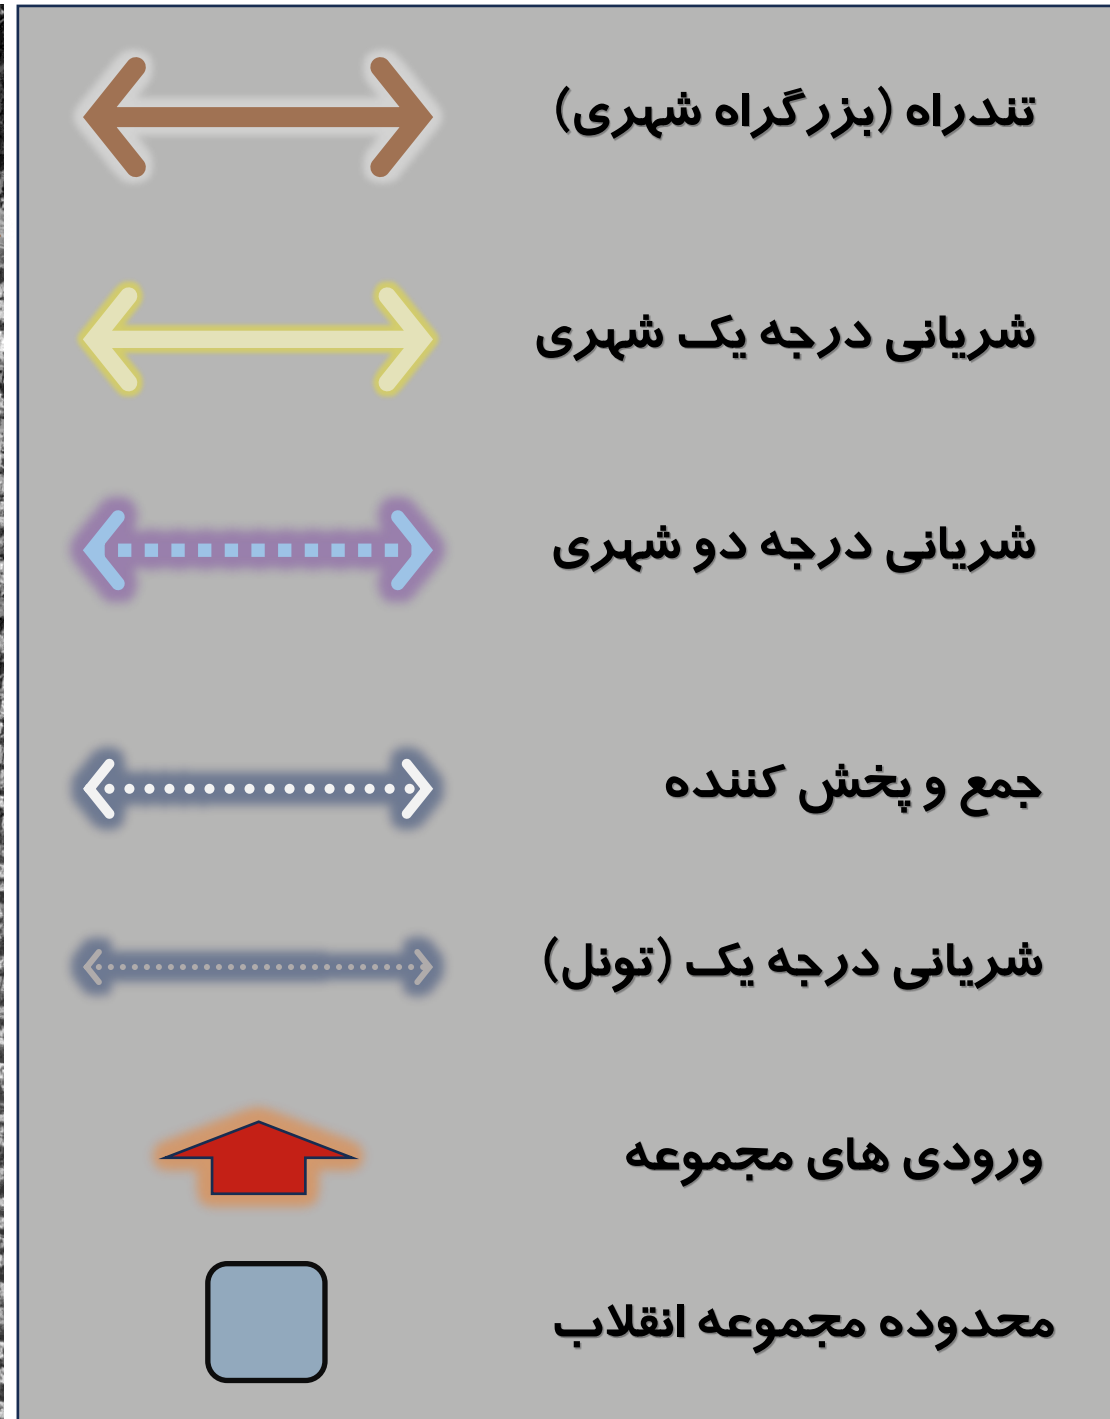 تندراه (بزرگراه شهری)
شریانی درجه یک شهری
شریانی درجه دو شهری
جمع و پخش کننده
شریانی درجه یک (تونل)
ورودی های مجموعه
محدوده مجموعه انقلاب